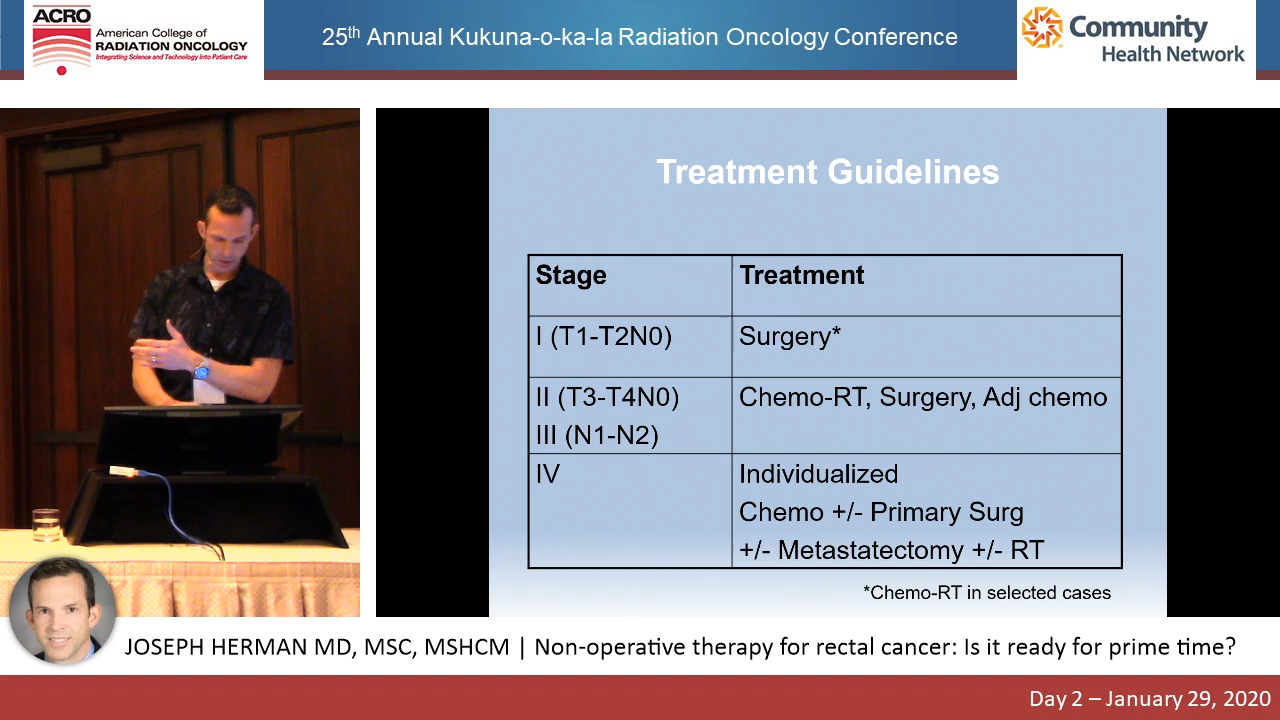 ACRO
American College of
RADIATION ONCOLOGY
Integrating Science and Technology Into Patient Care
25th Annual Kukuna-o-ka-la Radiation Oncology Conference
Community
Health Network
Treatment Guidelines
Stage Treatment
I (T1-T2N0) Surgery*
II (T3-T4N0) Chemo-RT, Surgery, Adj chemo
III (N1-N2)
IV Individualized
Chemo +/- Primary Surg
+/- Metastatectomy +/- RT
*Chemo-RT in selected cases
JOSEPH HERMAN MD, MSC, MSHCM | Non-operative therapy for rectal cancer: Is it ready for prime time?
Day 2 – January 29, 2020